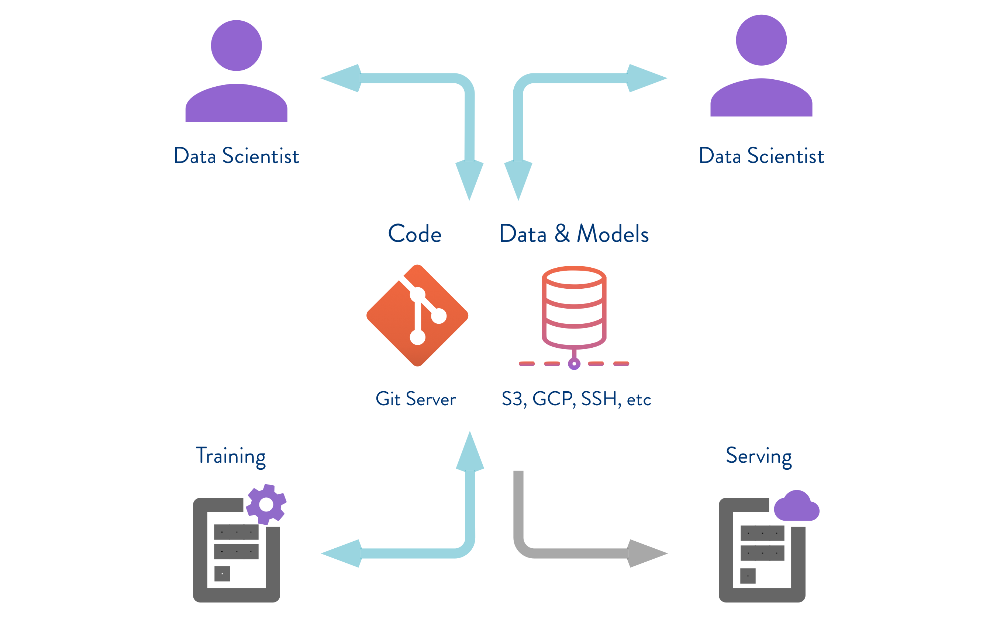 Data Scientist
Data Scientist
Code
Data & Models
Git Server
S3, GCP, SSH, etc
Training
Serving